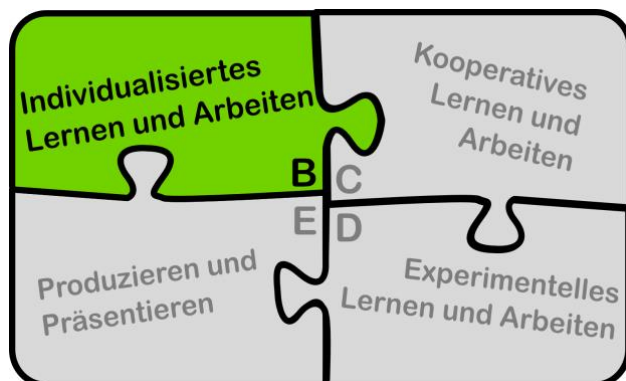 Individualisiertes
Lernen und Arbeiten
B
Kooperatives
Lernen und
Arbeiten
C
E
Produzieren und
Präsentieren
D
Experimentelles
Lernen und Arbeiten